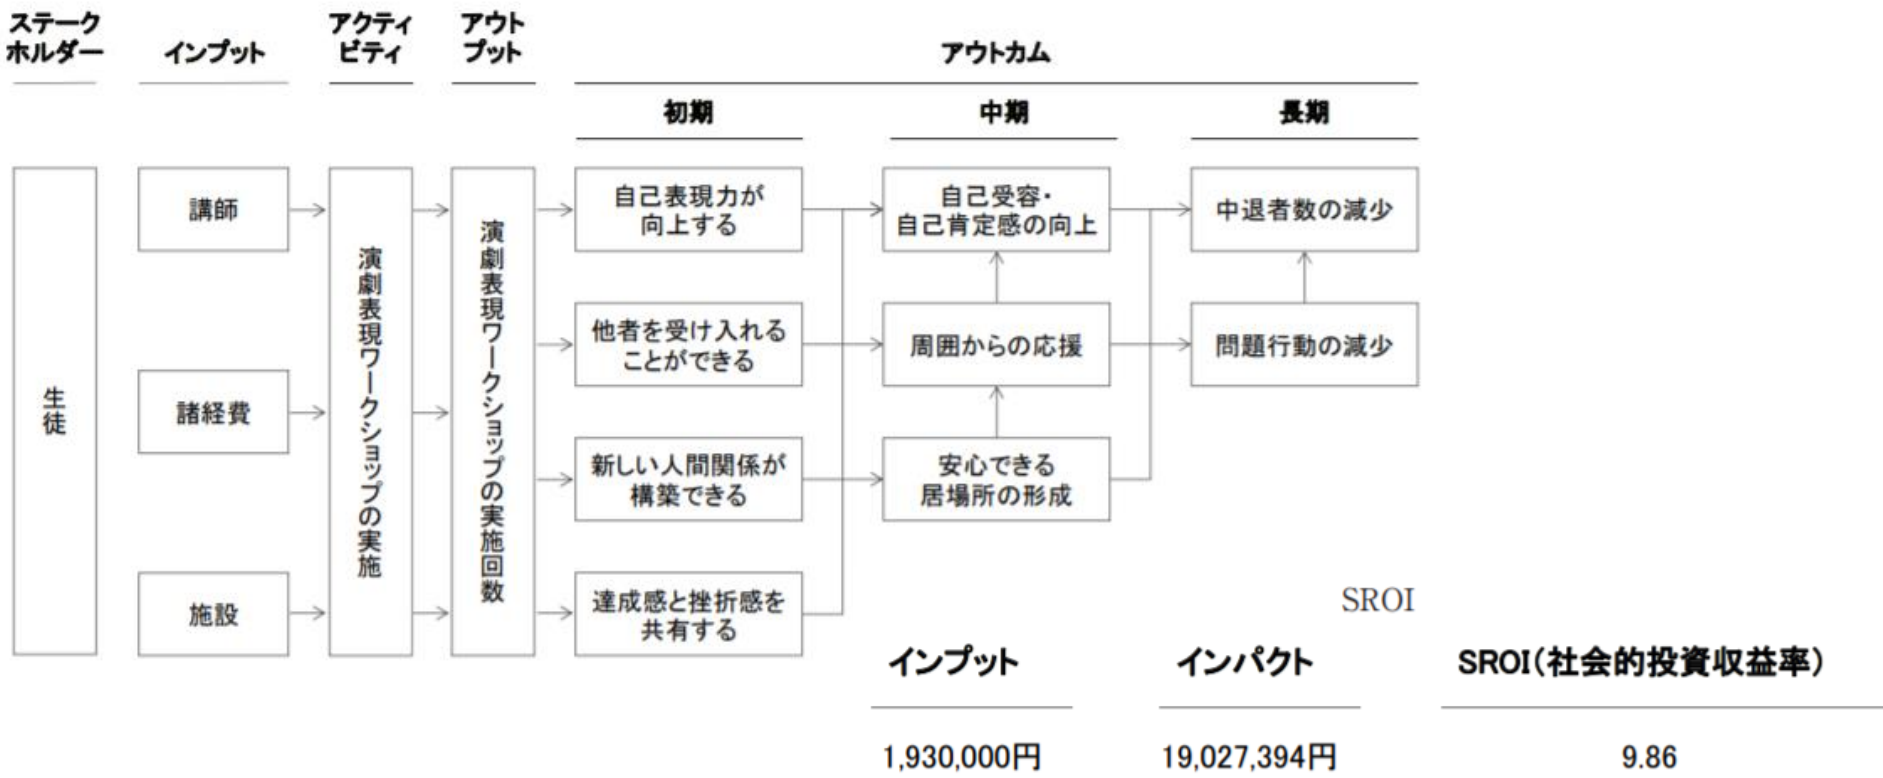 ステーク
ホルダー
インプット
アクティ
ビティ
アウト
プット
アウトカム
初期
中期
長期
生徒
講師
諸経費
施設
演劇表現ワークショップの実施
演劇表現ワークショップの実施回数
自己表現力が
向上する
他者を受け入れる
ことができる
新しい人間関係が
構築できる
達成感と挫折感を
共有する
自己受容・
自己肯定感の向上
周囲からの応援
安心できる
居場所の形成
中退者数の減少
問題行動の減少
SROI
インプット
インパクト
SROI(社会的投資収益率)
1,930,000円
19,027,394円
9.86